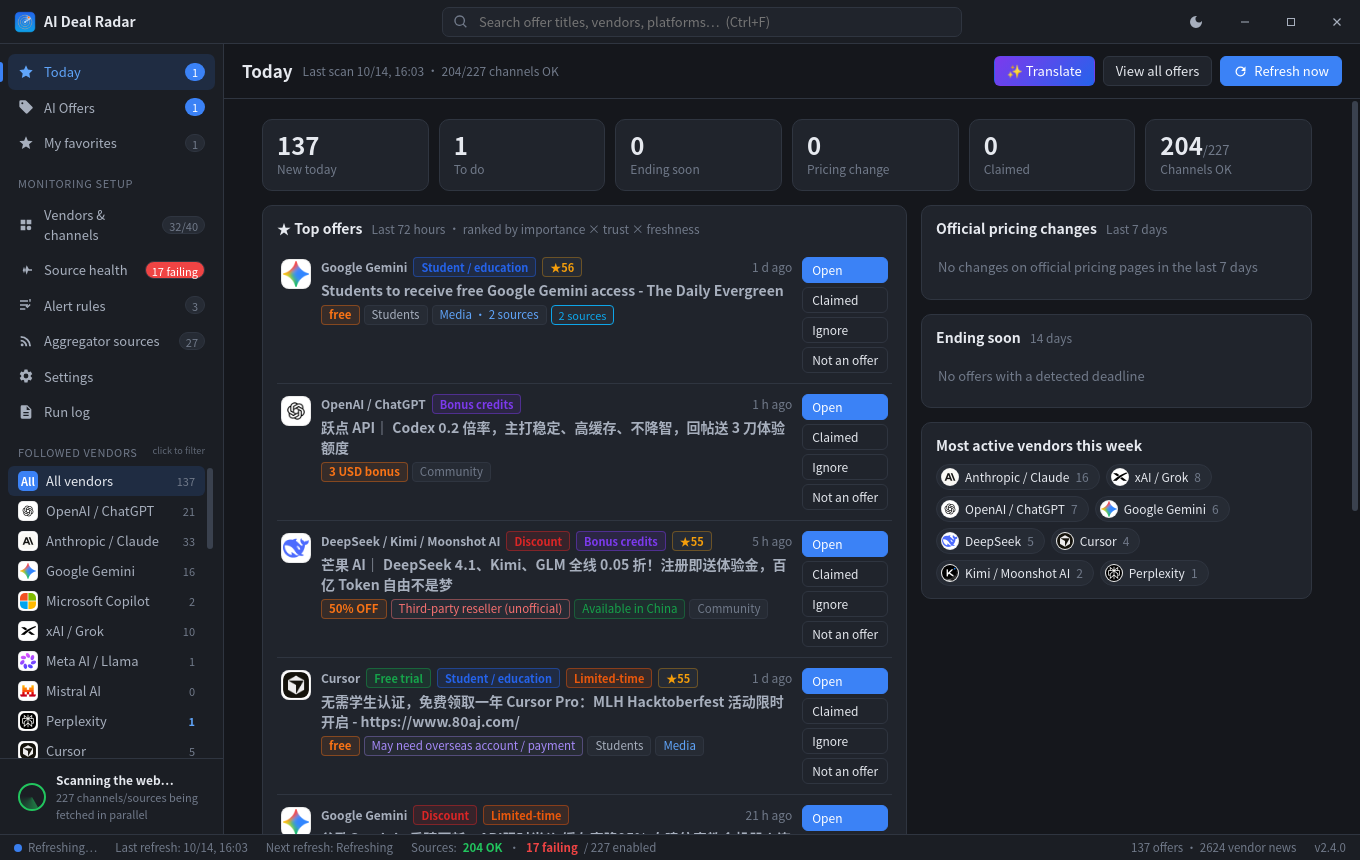 AI Deal Radar
Search offer titles, vendors, platforms… (Ctrl+F)
Today 1
AI Offers 1
My favorites 1
MONITORING SETUP
Vendors & channels 32/40
Source health 17 failing
Alert rules 3
Aggregator sources 27
Settings
Run log
FOLLOWED VENDORS click to filter
All All vendors 137
OpenAI / ChatGPT 21
Anthropic / Claude 33
Google Gemini 16
Microsoft Copilot 2
xAI / Grok 10
Meta AI / Llama 1
Mistral AI 0
Perplexity 1
Cursor 5
Scanning the web…
227 channels/sources being
fetched in parallel
Today Last scan 10/14, 16:03 · 204/227 channels OK
✨ Translate
View all offers
Refresh now
137
New today
1
To do
0
Ending soon
0
Pricing change
0
Claimed
204/227
Channels OK
★ Top offers Last 72 hours · ranked by importance × trust × freshness
Google Gemini Student / education ★56 1 d ago
Students to receive free Google Gemini access - The Daily Evergreen
free Students Media · 2 sources 2 sources
Open
Claimed
Ignore
Not an offer
OpenAI / ChatGPT Bonus credits 1 h ago
跃点 API｜ Codex 0.2 倍率，主打稳定、高缓存、不降智，回帖送 3 刀体验
额度
3 USD bonus Community
Open
Claimed
Ignore
Not an offer
DeepSeek / Kimi / Moonshot AI Discount Bonus credits ★55 5 h ago
芒果 AI｜ DeepSeek 4.1、Kimi、GLM 全线 0.05 折！注册即送体验金，百
亿 Token 自由不是梦
50% OFF Third-party reseller (unofficial) Available in China Community
Open
Claimed
Ignore
Not an offer
Cursor Free trial Student / education Limited-time ★55 1 d ago
无需学生认证，免费领取一年 Cursor Pro：MLH Hacktoberfest 活动限时
开启 - https://www.80aj.com/
free May need overseas account / payment Students Media
Open
Claimed
Ignore
Not an offer
Google Gemini Discount Limited-time 21 h ago
Open
Official pricing changes Last 7 days
No changes on official pricing pages in the last 7 days
Ending soon 14 days
No offers with a detected deadline
Most active vendors this week
Anthropic / Claude 16 xAI / Grok 8
OpenAI / ChatGPT 7 Google Gemini 6
DeepSeek 5 Cursor 4
Kimi / Moonshot AI 2 Perplexity 1
Refreshing… Last refresh: 10/14, 16:03 Next refresh: Refreshing Sources: 204 OK · 17 failing / 227 enabled
137 offers · 2624 vendor news v2.4.0